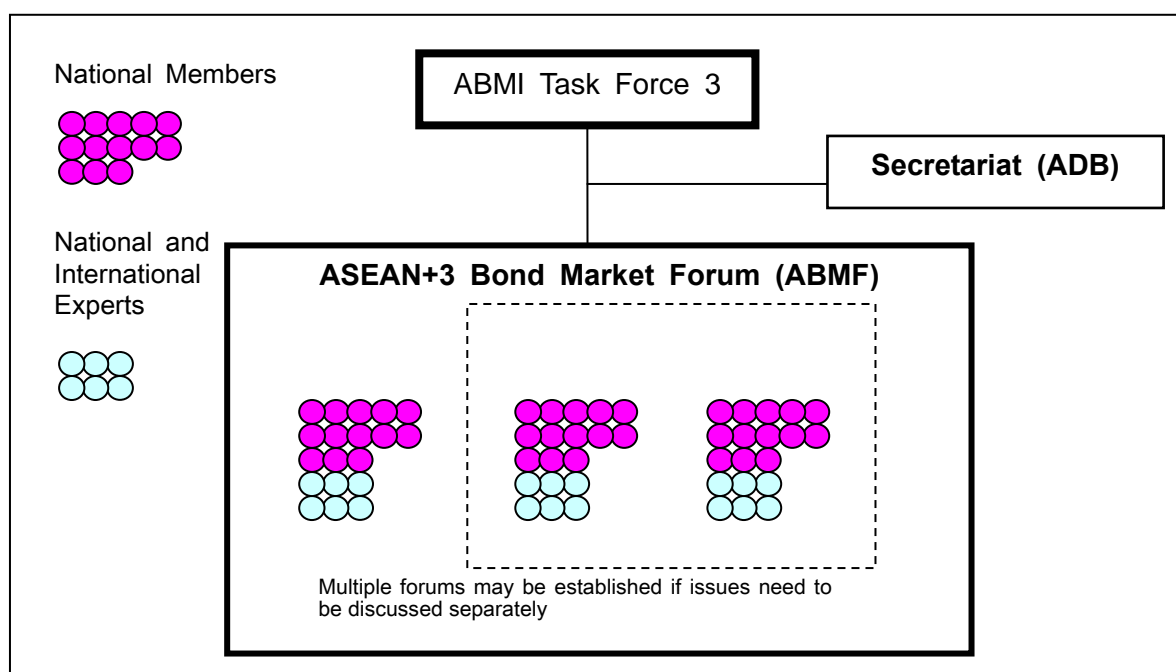 National Members
ABMI Task Force 3
Secretariat (ADB)
National and
International
Experts
ASEAN+3 Bond Market Forum (ABMF)
Multiple forums may be established if issues need to
be discussed separately